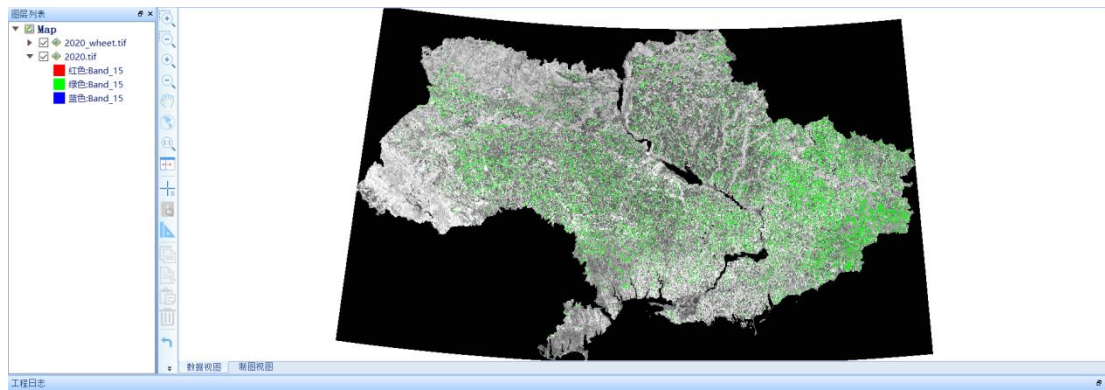 图层列表
Map
2020_wheet.tif
2020.tif
红色:Band_15
绿色:Band_15
蓝色:Band_15
数据视图 制图视图
工程日志